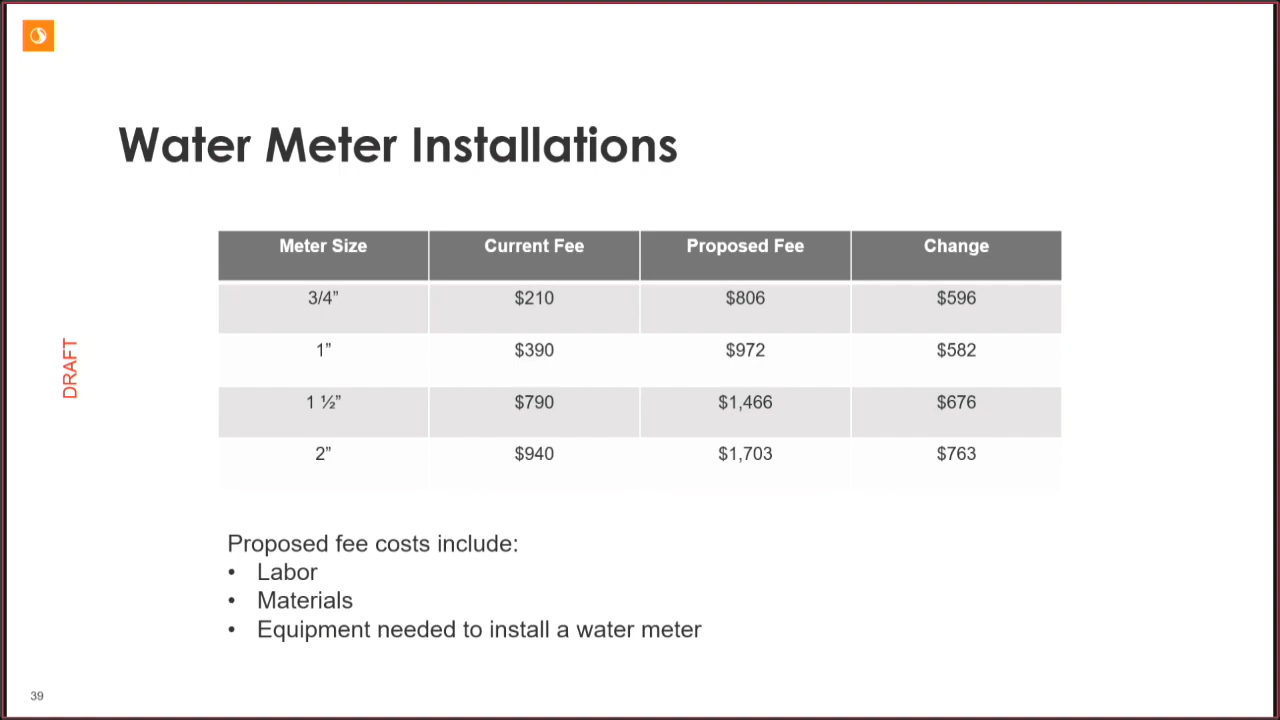 Water Meter Installations
Meter Size Current Fee Proposed Fee Change
3/4” $210 $806 $596
1” $390 $972 $582
1 ½” $790 $1,466 $676
2” $940 $1,703 $763
DRAFT
Proposed fee costs include:
• Labor
• Materials
• Equipment needed to install a water meter
39